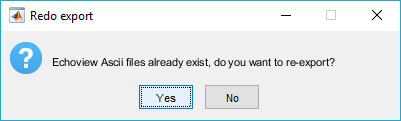 Redo export
Echoview Ascii files already exist, do you want to re-export?
Yes No